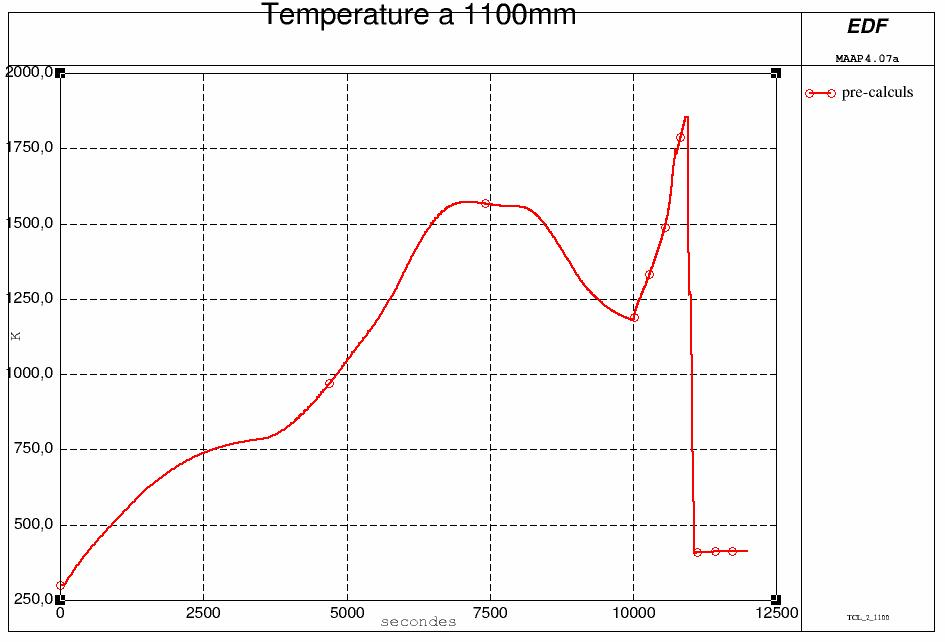 Temperature a 1100mm
EDF
MAAP4.07a
pre-calculs
2000,0
1750,0
1500,0
1250,0
K
1000,0
750,0
500,0
250,0
0 2500 5000 7500 10000 12500
secondes
TCL_2_1100